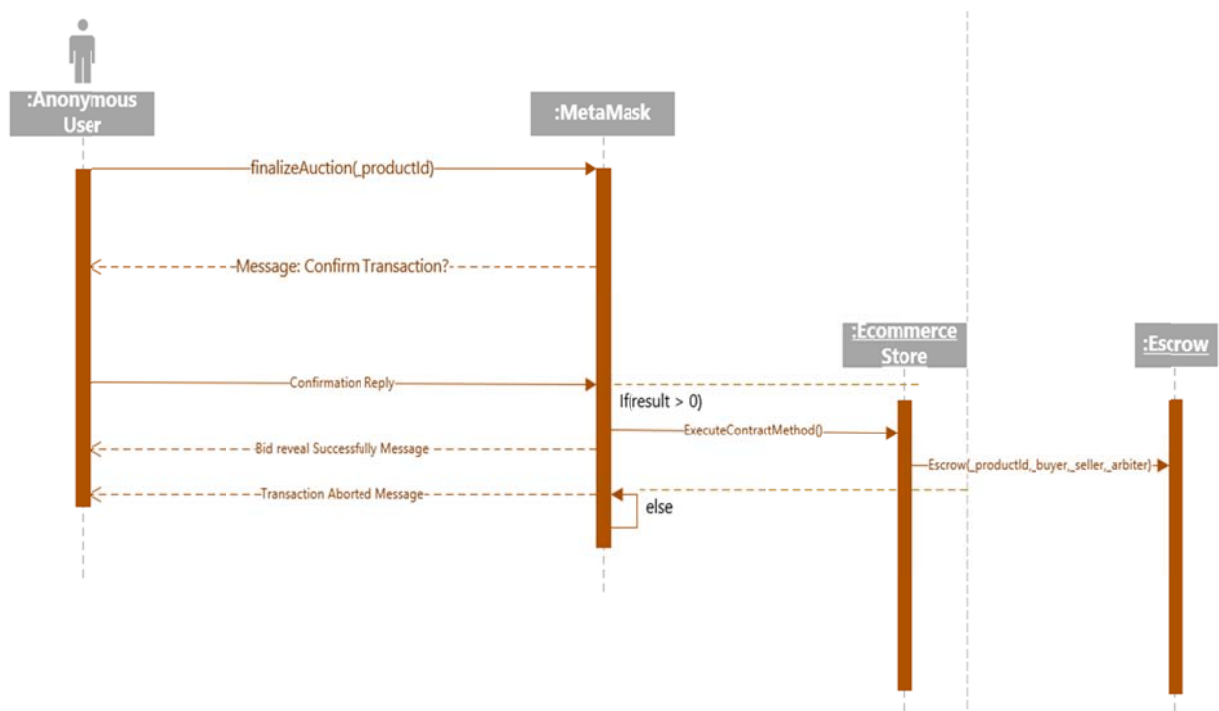 :Anonymous
User
:MetaMask
finalizeAuction(_productId)
Message: Confirm Transaction?
:Ecommerce
Store
:Escrow
Confirmation Reply
If(result > 0)
ExecuteContractMethod()
Bid reveal Successfully Message
Escrow(_productId,_buyer,_seller,_arbiter)
Transaction Aborted Message
else